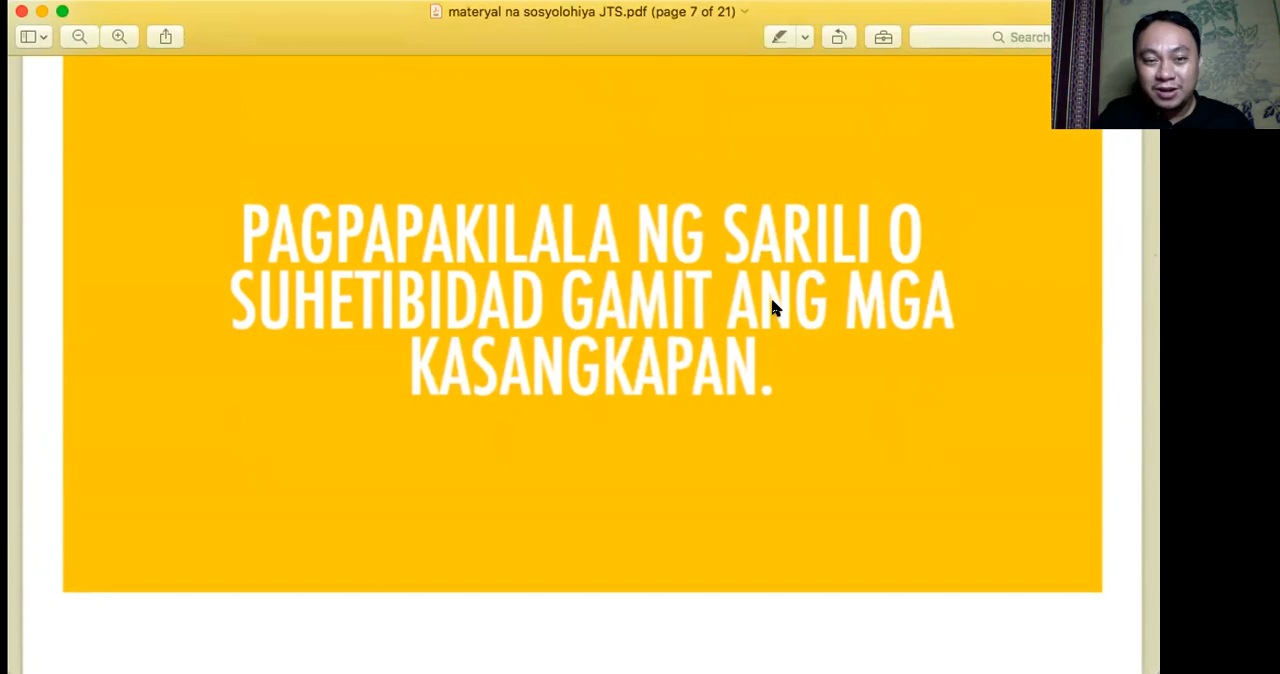 materyal na sosyolohiya JTS.pdf (page 7 of 21)
Search
PAGPAPAKILALA NG SARILI O
SUHETIBIDAD GAMIT ANG MGA
KASANGKAPAN.